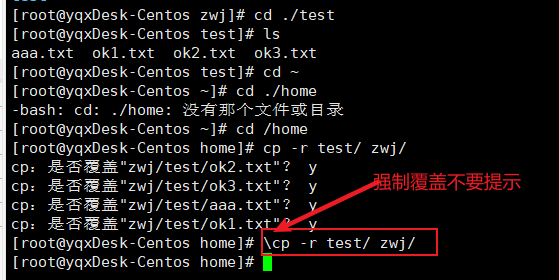 [root@yqxDesk-Centos zwj]# cd ./test
[root@yqxDesk-Centos test]# ls
aaa.txt  ok1.txt  ok2.txt  ok3.txt
[root@yqxDesk-Centos test]# cd ~
[root@yqxDesk-Centos ~]# cd ./home
-bash: cd: ./home: 没有那个文件或目录
[root@yqxDesk-Centos ~]# cd /home
[root@yqxDesk-Centos home]# cp -r test/ zwj/
cp：是否覆盖"zwj/test/ok2.txt"？ y
cp：是否覆盖"zwj/test/ok3.txt"？ y
cp：是否覆盖"zwj/test/aaa.txt"？ y
cp：是否覆盖"zwj/test/ok1.txt"？ y
强制覆盖不要提示
[root@yqxDesk-Centos home]# \cp -r test/ zwj/
[root@yqxDesk-Centos home]#